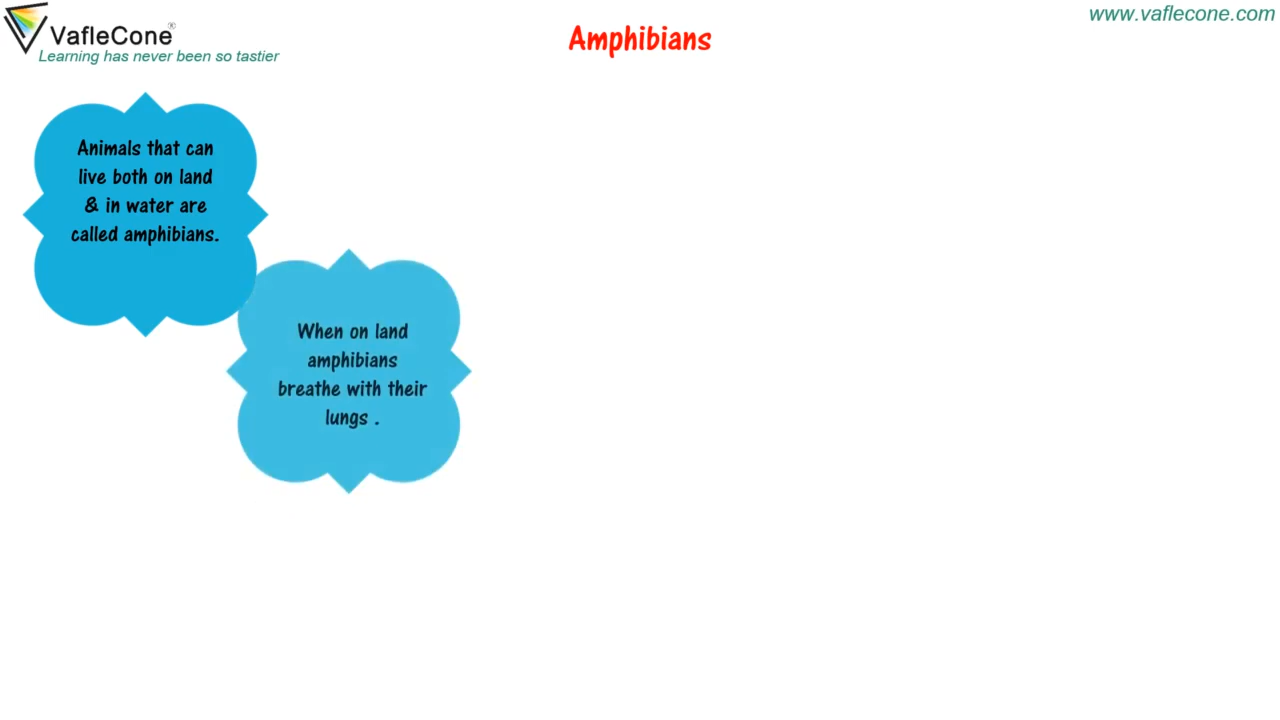 VafleCone®
Learning has never been so tastier
Amphibians
www.vaflecone.com
Animals that can
live both on land
& in water are
called amphibians.
When on land
amphibians
breathe with their
lungs .